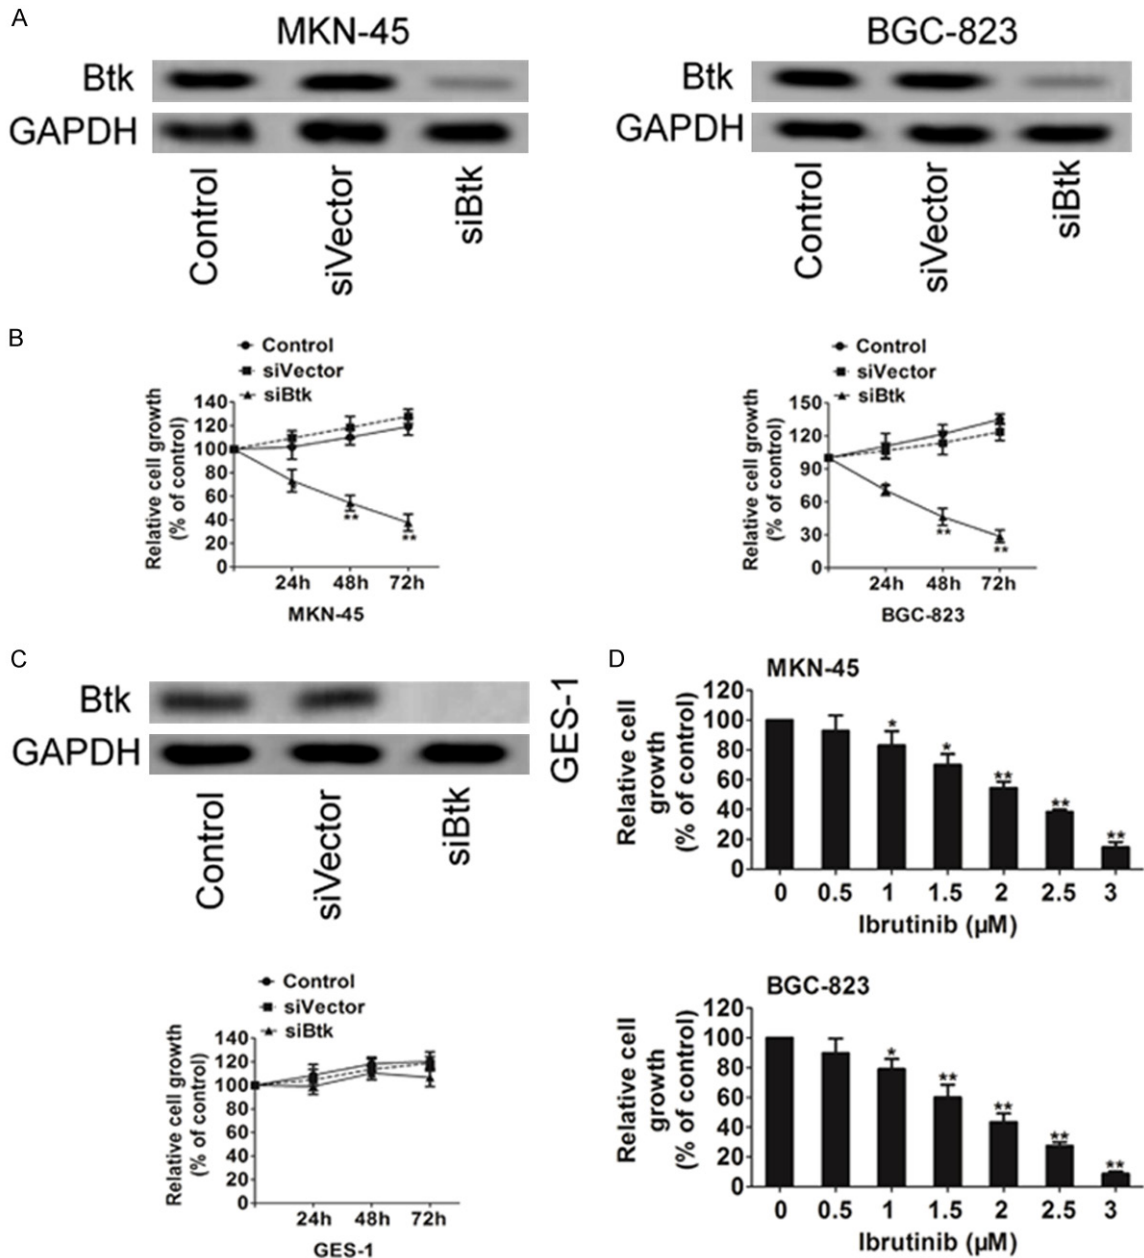 A
MKN-45
Btk
GAPDH
Control
siVector
siBtk
BGC-823
Btk
GAPDH
Control
siVector
siBtk
B
Control
siVector
siBtk
Relative cell growth
(% of control)
140
120
100
80
60
40
20
0
**
**
24h 48h 72h
MKN-45
Control
siVector
siBtk
Relative cell growth
(% of control)
150
120
90
60
30
0
**
**
24h 48h 72h
BGC-823
C
Btk
GAPDH
Control
siVector
siBtk
GES-1
Control
siVector
siBtk
Relative cell growth
(% of control)
140
120
100
80
60
40
20
0
24h 48h 72h
GES-1
D
MKN-45
Relative cell
growth
(% of control)
120
100
80
60
40
20
0
* * ** ** **
0 0.5 1 1.5 2 2.5 3
Ibrutinib (µM)
BGC-823
Relative cell
growth
(% of control)
120
100
80
60
40
20
0
* ** ** ** **
0 0.5 1 1.5 2 2.5 3
Ibrutinib (µM)